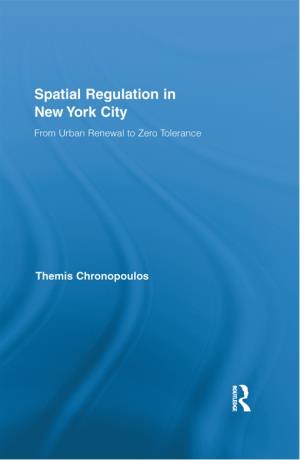 Spatial Regulation in
New York City
From Urban Renewal to Zero Tolerance
Themis Chronopoulos
ROUTLEDGE